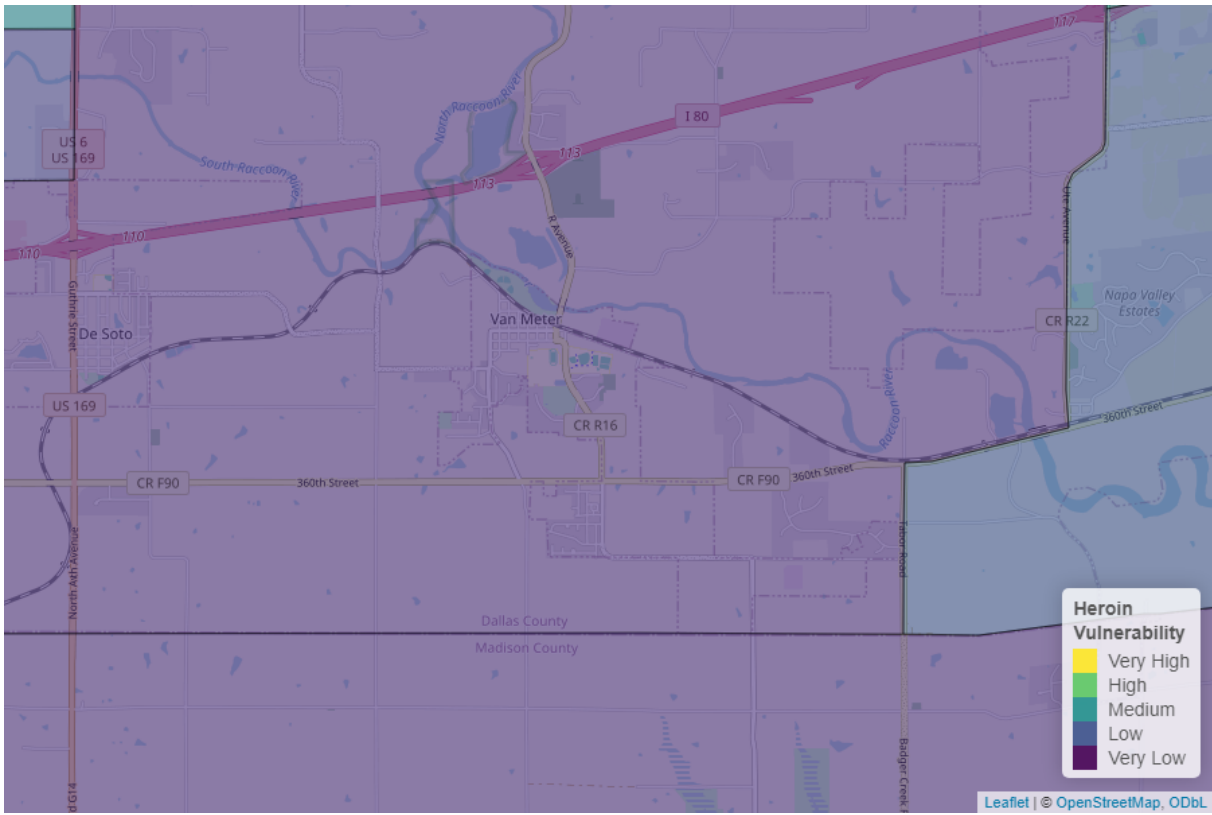 117
North Raccoon River
I 80
US 6
US 169
113
South Raccoon River
113
Ute Avenue
R Avenue
110
110
Napa Valley
Estates
Guthrie Street
Van Meter
CR R22
De Soto
US 169
Raccoon River
360th Street
CR R16
CR F90
360th Street
CR F90
360th Street
North Ath Avenue
Tabor Road
Dallas County
Madison County
Badger Creek R
d G14
Heroin
Vulnerability
Very High
High
Medium
Low
Very Low
Leaflet | © OpenStreetMap, ODbL